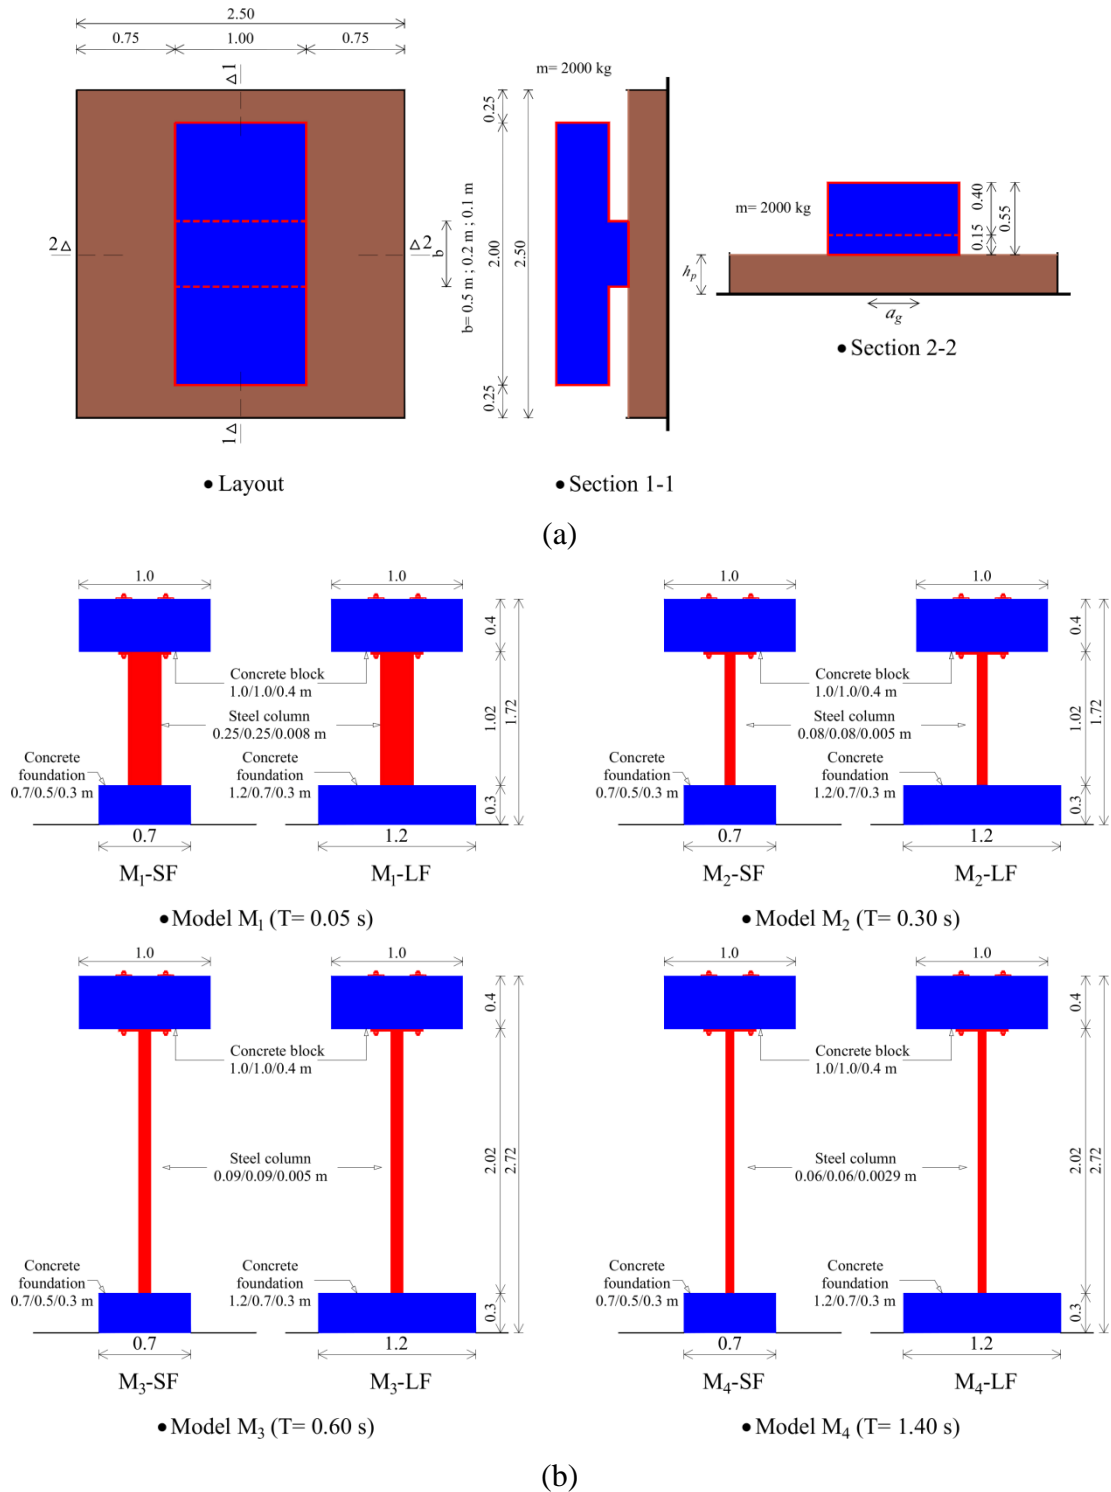 2.50
0.75 1.00 0.75
Δ1
2Δ
Δ2
b
1Δ
● Layout
m= 2000 kg
0.25
2.00
0.25
2.50
b= 0.5 m ; 0.2 m ; 0.1 m
● Section 1-1
m= 2000 kg
0.40
0.15
0.55
hp
ag
● Section 2-2
(a)
1.0 1.0
0.4
1.02
0.3
1.72
Concrete block
1.0/1.0/0.4 m
Steel column
0.25/0.25/0.008 m
Concrete
foundation
0.7/0.5/0.3 m
Concrete
foundation
1.2/0.7/0.3 m
0.7 1.2
M1-SF M1-LF
● Model M1 (T= 0.05 s)
1.0 1.0
0.4
1.02
0.3
1.72
Concrete block
1.0/1.0/0.4 m
Steel column
0.08/0.08/0.005 m
Concrete
foundation
0.7/0.5/0.3 m
Concrete
foundation
1.2/0.7/0.3 m
0.7 1.2
M2-SF M2-LF
● Model M2 (T= 0.30 s)
1.0 1.0
0.4
2.02
0.3
2.72
Concrete block
1.0/1.0/0.4 m
Steel column
0.09/0.09/0.005 m
Concrete
foundation
0.7/0.5/0.3 m
Concrete
foundation
1.2/0.7/0.3 m
0.7 1.2
M3-SF M3-LF
● Model M3 (T= 0.60 s)
1.0 1.0
0.4
2.02
0.3
2.72
Concrete block
1.0/1.0/0.4 m
Steel column
0.06/0.06/0.0029 m
Concrete
foundation
0.7/0.5/0.3 m
Concrete
foundation
1.2/0.7/0.3 m
0.7 1.2
M4-SF M4-LF
● Model M4 (T= 1.40 s)
(b)